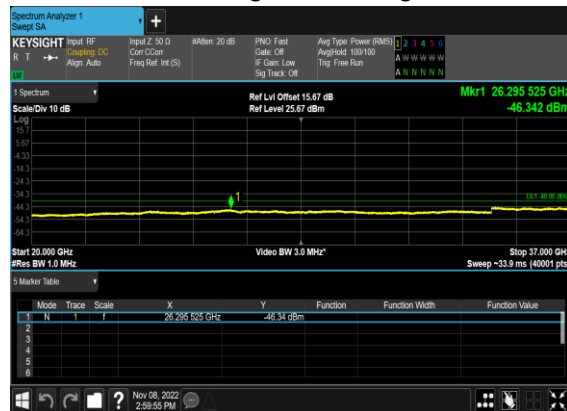 Spectrum Analyzer 1
Swept SA
+
KEYSIGHT Input: RF Input Z: 50 Ω #Atten: 20 dB PNO: Fast Avg Type: Power (RMS) 1 2 3 4 5 6
R T Coupling: DC Corr CCorr Gate: Off Avg|Hold: 100/100 A W W W W W
Align: Auto Freq Ref: Int (S) IF Gain: Low Trig: Free Run
Sig Track: Off A N N N N N
1 Spectrum Ref Lvl Offset 15.67 dB Mkr1 26.295 525 GHz
Scale/Div 10 dB Ref Level 25.67 dBm -46.342 dBm
Log
15.7
5.67
-4.33
-14.3
-24.3
-34.3
1
-44.3
-54.3
-64.3
Start 20.000 GHz Video BW 3.0 MHz* Stop 37.000 GHz
#Res BW 1.0 MHz Sweep ~33.9 ms (40001 pts)
5 Marker Table
Mode Trace Scale X Y Function Function Width Function Value
1 N 1 f 26.295 525 GHz -46.34 dBm
2
3
4
5
6
? Nov 08, 2022
2:59:55 PM